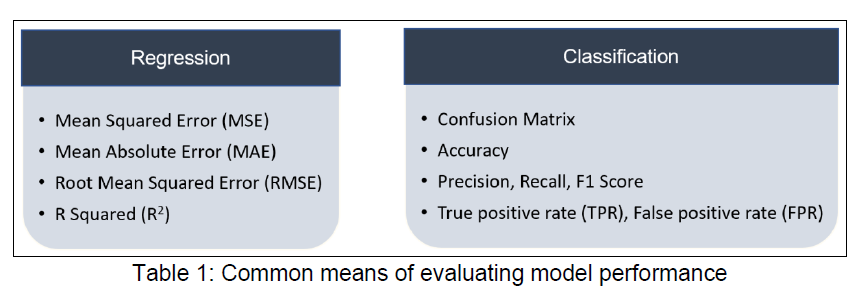 Regression
• Mean Squared Error (MSE)
• Mean Absolute Error (MAE)
• Root Mean Squared Error (RMSE)
• R Squared (R²)
Classification
• Confusion Matrix
• Accuracy
• Precision, Recall, F1 Score
• True positive rate (TPR), False positive rate (FPR)
Table 1: Common means of evaluating model performance